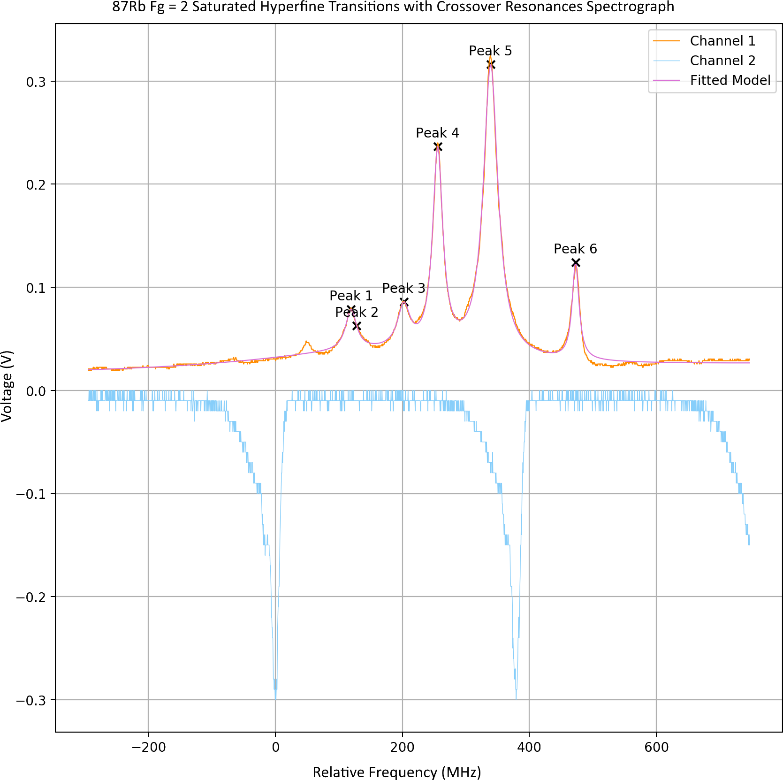 87Rb Fg = 2 Saturated Hyperfine Transitions with Crossover Resonances Spectrograph
Channel 1
Channel 2
Fitted Model
Peak 5
Peak 4
Peak 6
Peak 3
Peak 1
Peak 2
0.3
0.2
0.1
0.0
−0.1
−0.2
−0.3
Voltage (V)
−200
0
200
400
600
Relative Frequency (MHz)